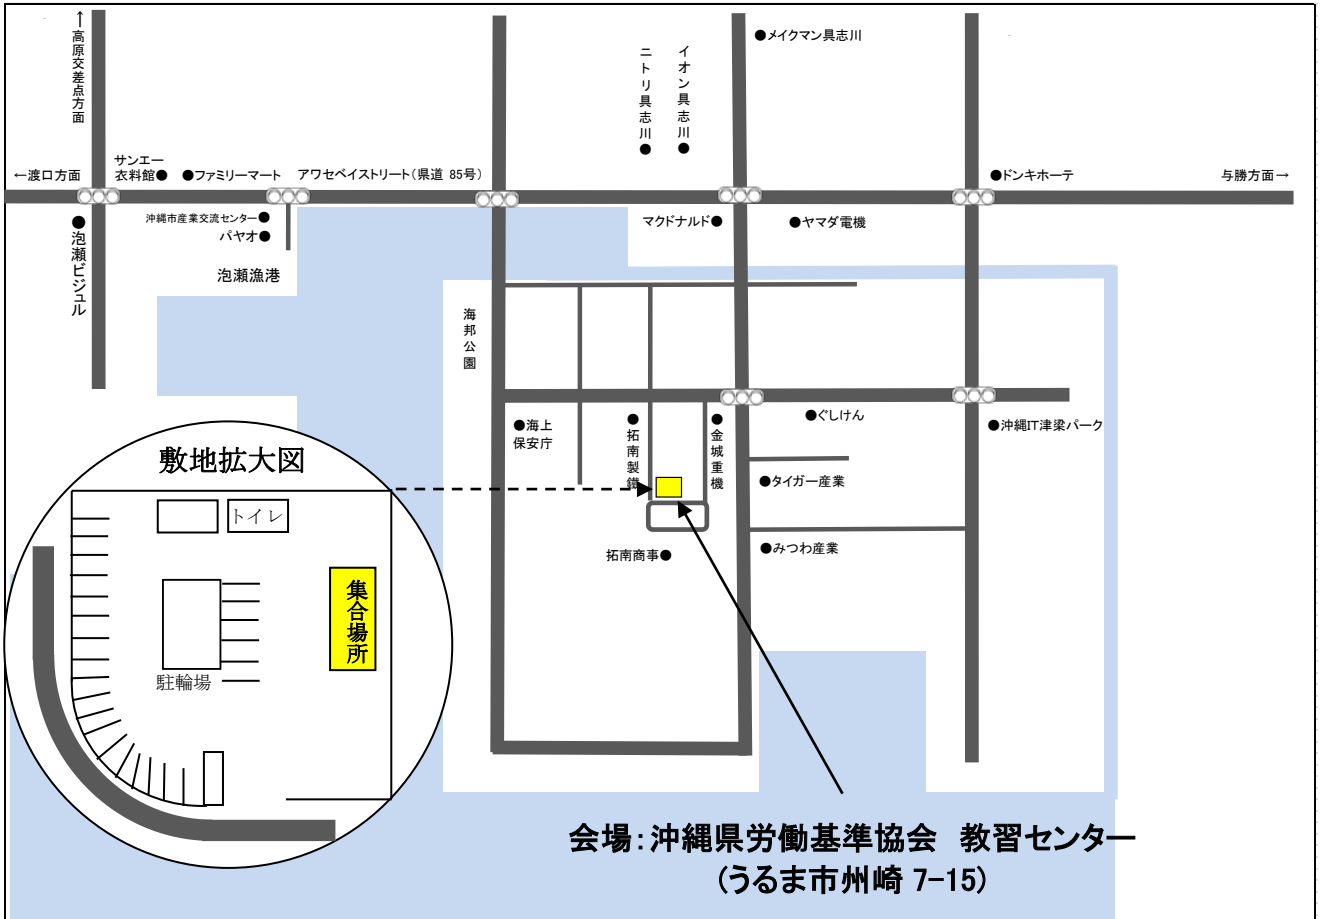 ↑高原交差点方面
●メイクマン具志川
ニトリ具志川●
イオン具志川●
←渡口方面
サンエー
衣料館●
●ファミリーマート
アワセベイストリート(県道 85号)
●ドンキホーテ
与勝方面→
●泡瀬ビジュル
沖縄市産業交流センター●
パヤオ●
泡瀬漁港
マクドナルド●
●ヤマダ電機
海邦公園
●海上
保安庁
●拓南製鐵
●金城重機
●ぐしけん
●沖縄IT津梁パーク
●タイガー産業
拓南商事●
●みつわ産業
敷地拡大図
トイレ
集合場所
駐輪場
会場:沖縄県労働基準協会 教習センター
(うるま市州崎 7-15)